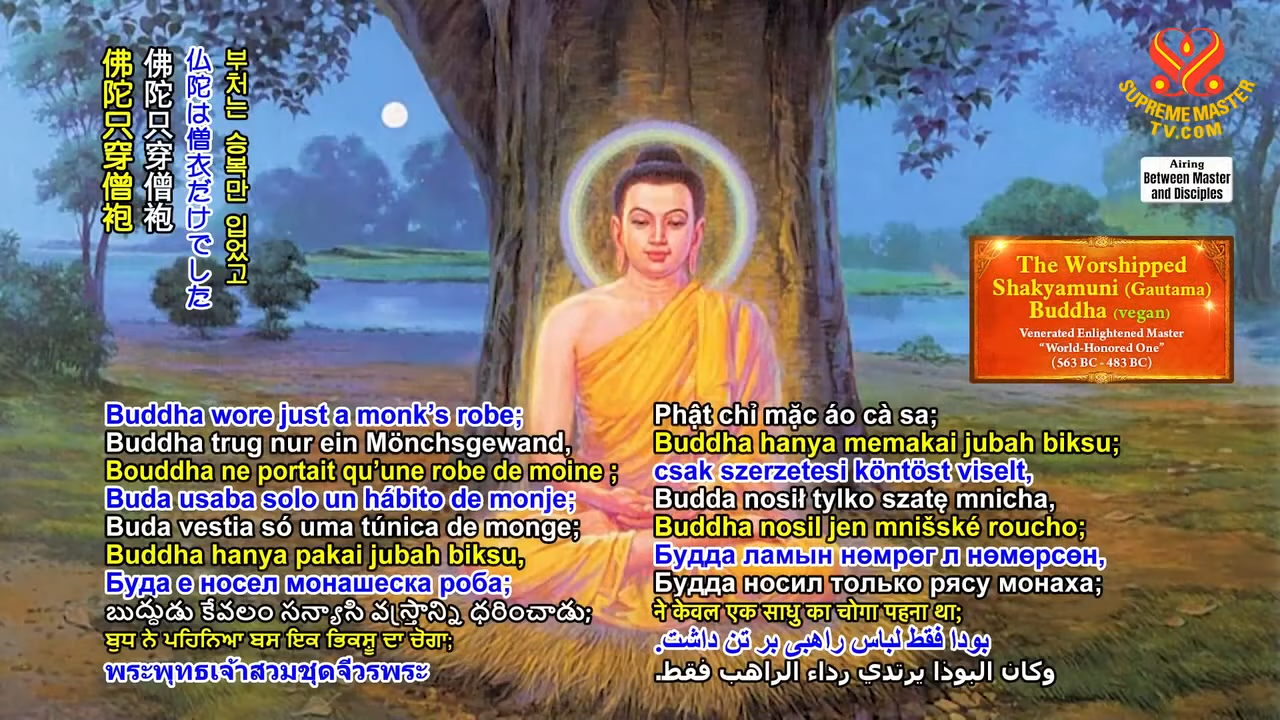 佛陀只穿僧袍
佛陀只穿僧袍
仏陀は僧衣だけでした
부처는 승복만 입었고
SUPREME MASTER
TV.COM
Airing
Between Master
and Disciples
The Worshipped
Shakyamuni (Gautama)
Buddha (vegan)
Venerated Enlightened Master
“World-Honored One”
(563 BC - 483 BC)
Buddha wore just a monk’s robe;
Buddha trug nur ein Mönchsgewand,
Bouddha ne portait qu’une robe de moine ;
Buda usaba solo un hábito de monje;
Buda vestia só uma túnica de monge;
Buddha hanya pakai jubah biksu,
Буда е носел монашеска роба;
బుద్ధుడు కేవలం సన్యాసి వస్త్రాన్ని ధరించాడు;
ਬੁਧ ਨੇ ਪਹਿਨਿਆ ਬਸ ਇਕ ਭਿਕਸ਼ੂ ਦਾ ਚੋਗਾ;
พระพุทธเจ้าสวมชุดจีวรพระ
Phật chỉ mặc áo cà sa;
Buddha hanya memakai jubah biksu;
csak szerzetesi köntöst viselt,
Budda nosił tylko szatę mnicha,
Buddha nosil jen mnišské roucho;
Будда ламын нөмрөг л нөмөрсөн,
Будда носил только рясу монаха;
ने केवल एक साधु का चोगा पहना था;
بودا فقط لباس راهبی بر تن داشت.
وكان البوذا يرتدي رداء الراهب فقط.